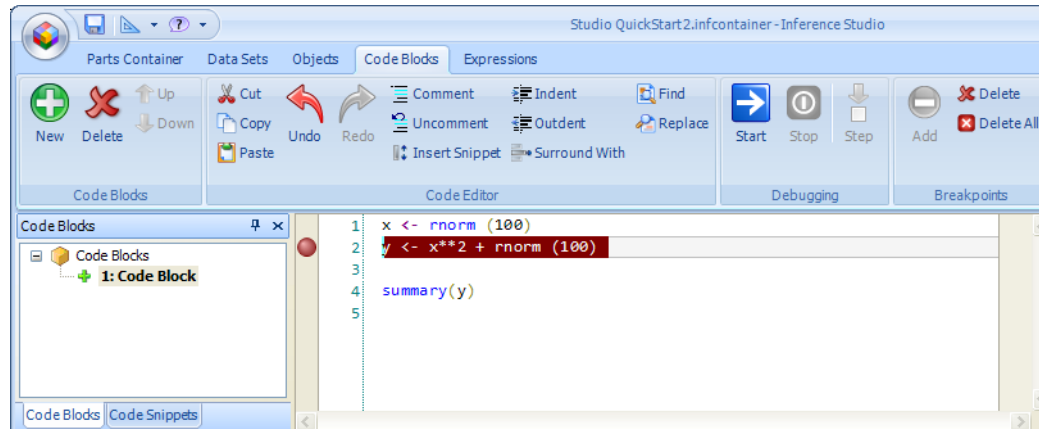 Studio QuickStart2.infcontainer - Inference Studio
Parts Container Data Sets Objects Code Blocks Expressions
New Delete Up Down
Cut Copy Paste
Undo Redo
Comment Indent Find
Uncomment Outdent Replace
Insert Snippet Surround With
Start Stop Step
Add Delete Delete All
Code Blocks Code Editor Debugging Breakpoints
Code Blocks
Code Blocks
1: Code Block
1 x <- rnorm (100)
2 y <- x**2 + rnorm (100)
3
4 summary(y)
5
Code Blocks Code Snippets